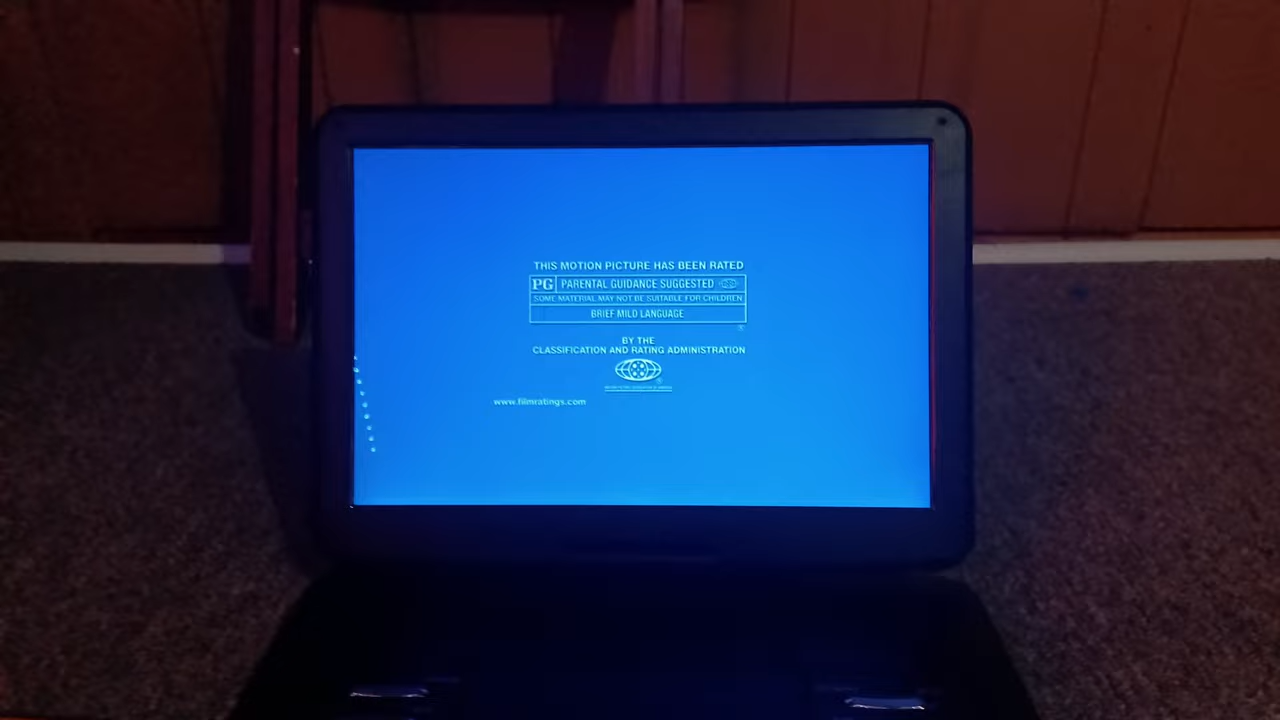 THIS MOTION PICTURE HAS BEEN RATED
PG PARENTAL GUIDANCE SUGGESTED
SOME MATERIAL MAY NOT BE SUITABLE FOR CHILDREN
BRIEF MILD LANGUAGE
®
BY THE
CLASSIFICATION AND RATING ADMINISTRATION
®
www.filmratings.com